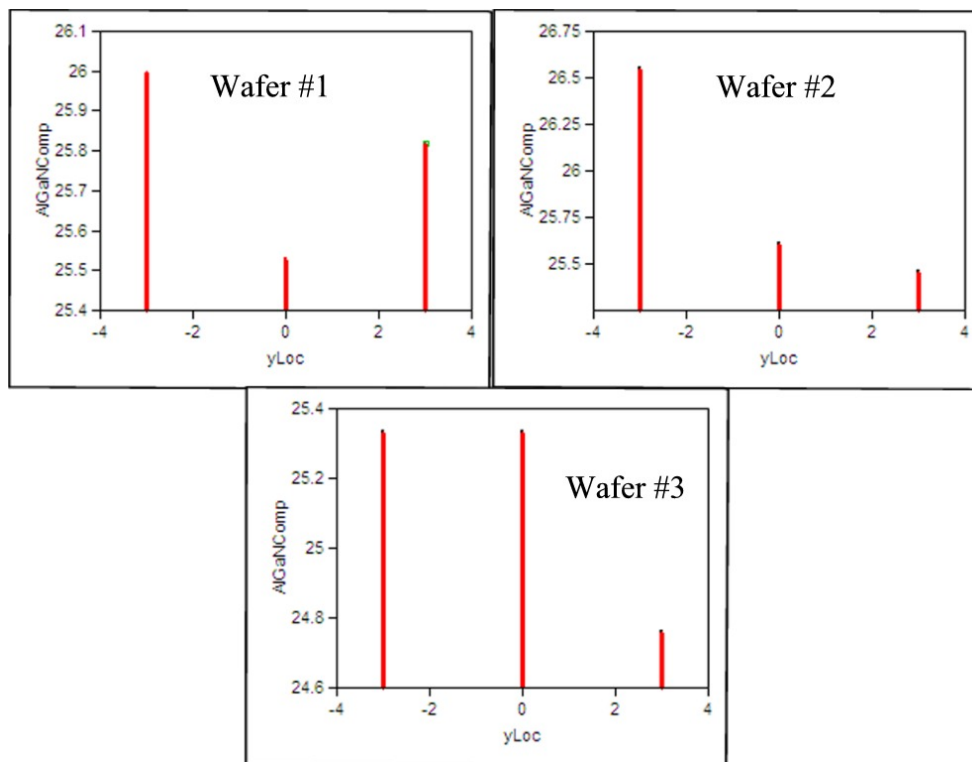 Wafer #1
AlGaNComp
26.1
26
25.9
25.8
25.7
25.6
25.5
25.4
-4 -2 0 2 4
yLoc
Wafer #2
AlGaNComp
26.75
26.5
26.25
26
25.75
25.5
-4 -2 0 2 4
yLoc
Wafer #3
AlGaNComp
25.4
25.2
25
24.8
24.6
-4 -2 0 2 4
yLoc